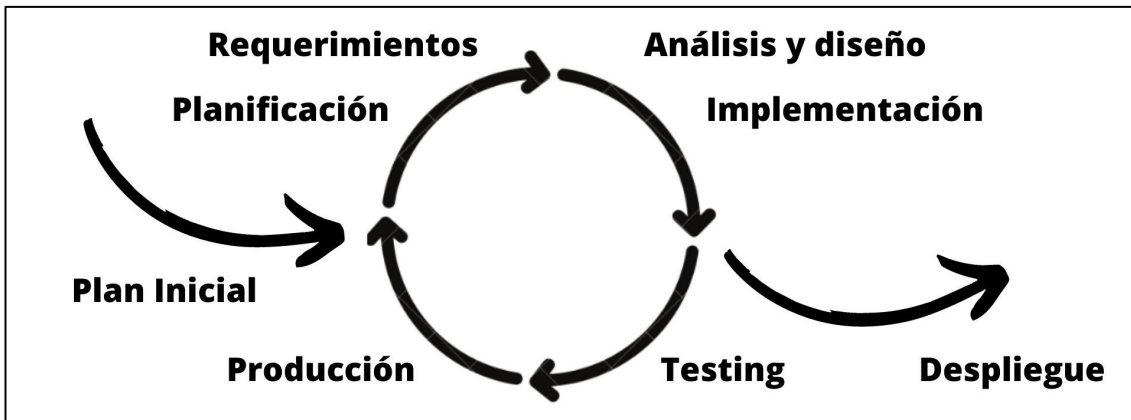 Requerimientos
Análisis y diseño
Planificación
Implementación
Plan Inicial
Producción
Testing
Despliegue